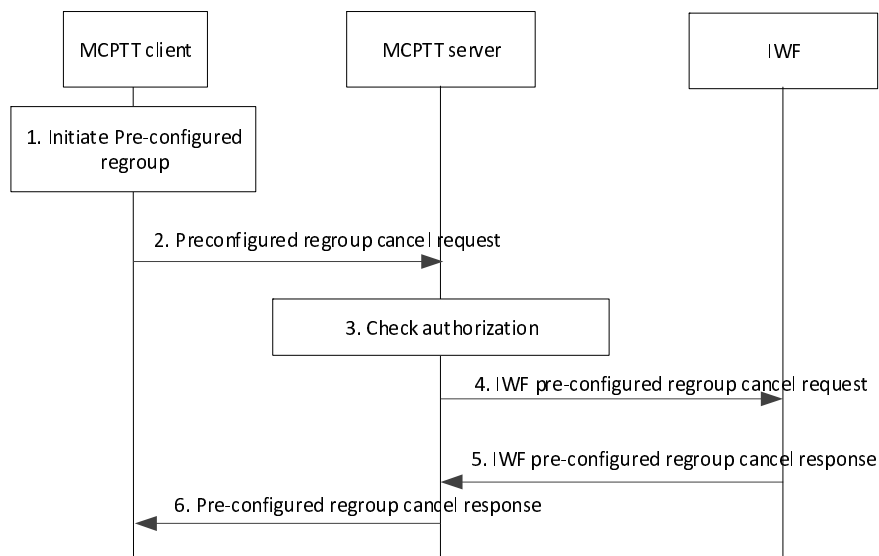 MCPTT client
MCPTT server
IWF
1. Initiate Pre-configured
regroup
2. Preconfigured regroup cancel request
3. Check authorization
4. IWF pre-configured regroup cancel request
5. IWF pre-configured regroup cancel response
6. Pre-configured regroup cancel response